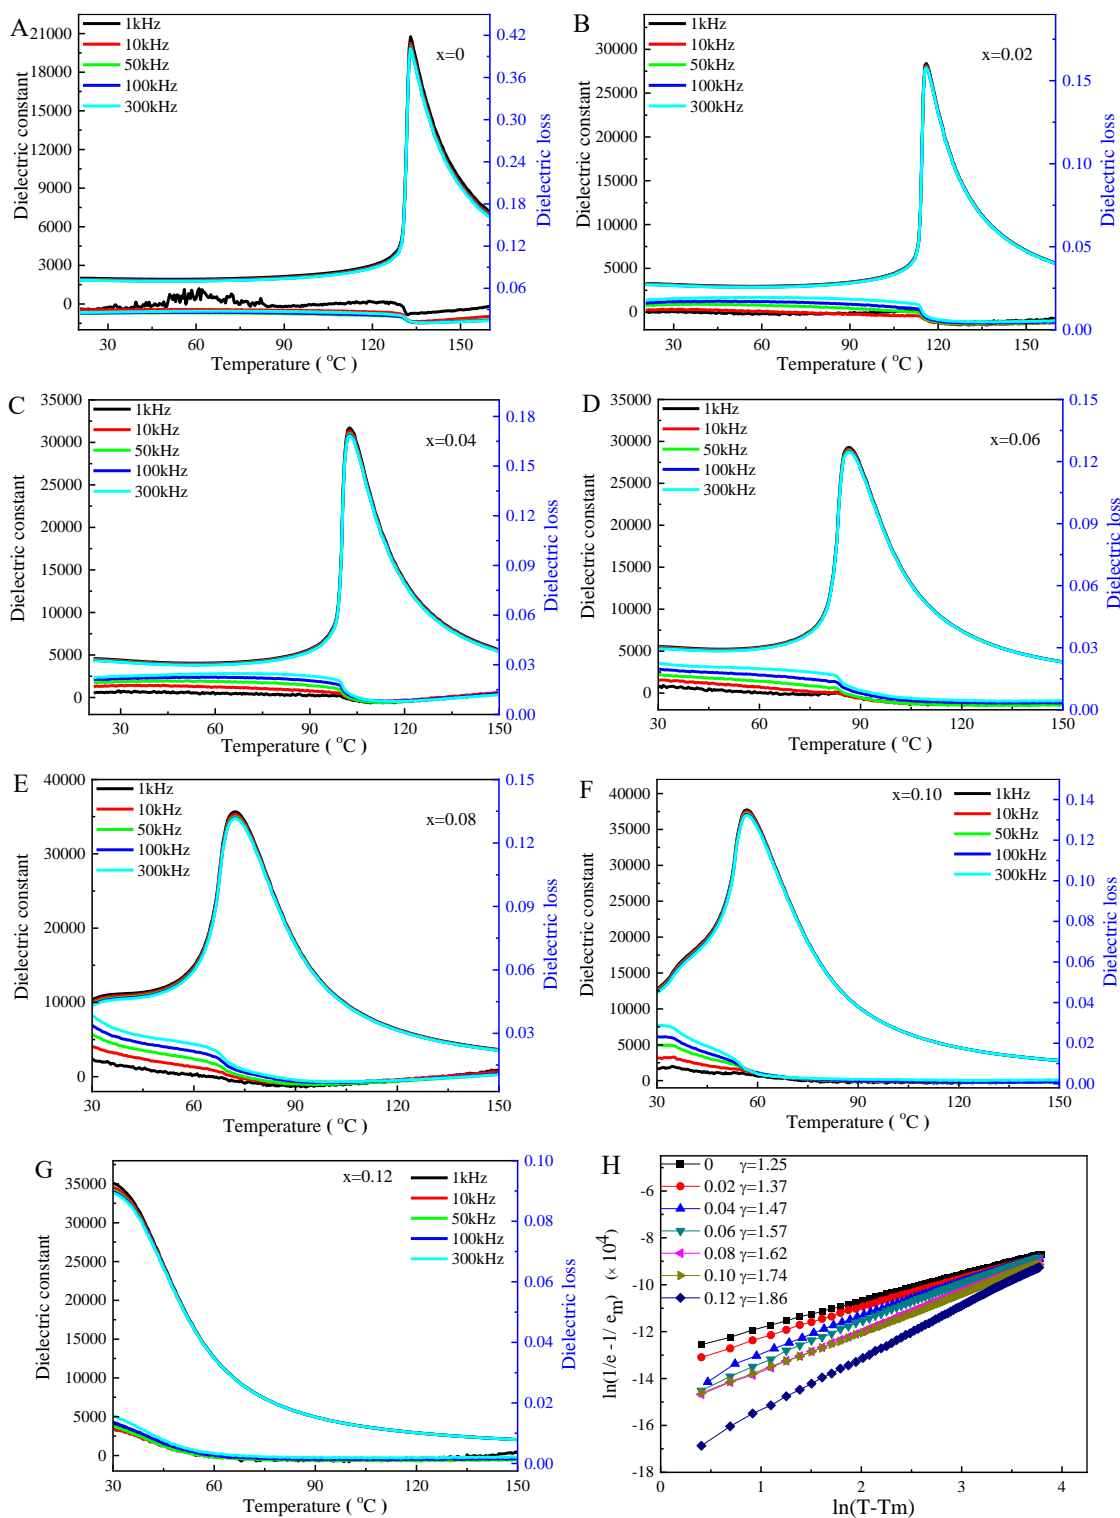 A
1kHz
10kHz
50kHz
100kHz
300kHz
x=0
21000
18000
15000
12000
9000
6000
3000
0
0.42
0.36
0.30
0.24
0.18
0.12
0.06
0.00
30
60
90
120
150
Dielectric constant
Dielectric loss
Temperature ( °C )
B
1kHz
10kHz
50kHz
100kHz
300kHz
x=0.02
30000
25000
20000
15000
10000
5000
0
0.15
0.10
0.05
0.00
30
60
90
120
150
Dielectric constant
Dielectric loss
Temperature ( °C )
C
1kHz
10kHz
50kHz
100kHz
300kHz
x=0.04
35000
30000
25000
20000
15000
10000
5000
0
0.18
0.15
0.12
0.09
0.06
0.03
0.00
30
60
90
120
150
Dielectric constant
Dielectric loss
Temperature ( °C )
D
1kHz
10kHz
50kHz
100kHz
300kHz
x=0.06
35000
30000
25000
20000
15000
10000
5000
0
0.15
0.12
0.09
0.06
0.03
0.00
30
60
90
120
150
Dielectric constant
Dielectric loss
Temperature ( °C )
E
1kHz
10kHz
50kHz
100kHz
300kHz
x=0.08
40000
30000
20000
10000
0
0.15
0.12
0.09
0.06
0.03
0.00
30
60
90
120
150
Dielectric constant
Dielectric loss
Temperature ( °C )
F
x=0.10
1kHz
10kHz
50kHz
100kHz
300kHz
40000
35000
30000
25000
20000
15000
10000
5000
0
0.14
0.12
0.10
0.08
0.06
0.04
0.02
0.00
30
60
90
120
150
Dielectric constant
Dielectric loss
Temperature ( °C )
G
x=0.12
1kHz
10kHz
50kHz
100kHz
300kHz
35000
30000
25000
20000
15000
10000
5000
0
0.10
0.08
0.06
0.04
0.02
0.00
30
60
90
120
150
Dielectric constant
Dielectric loss
Temperature ( °C )
H
0 γ=1.25
0.02 γ=1.37
0.04 γ=1.47
0.06 γ=1.57
0.08 γ=1.62
0.10 γ=1.74
0.12 γ=1.86
-6
-8
-10
-12
-14
-16
-18
0
1
2
3
4
ln(1/e -1/ em) (× 10⁴)
ln(T-Tm)